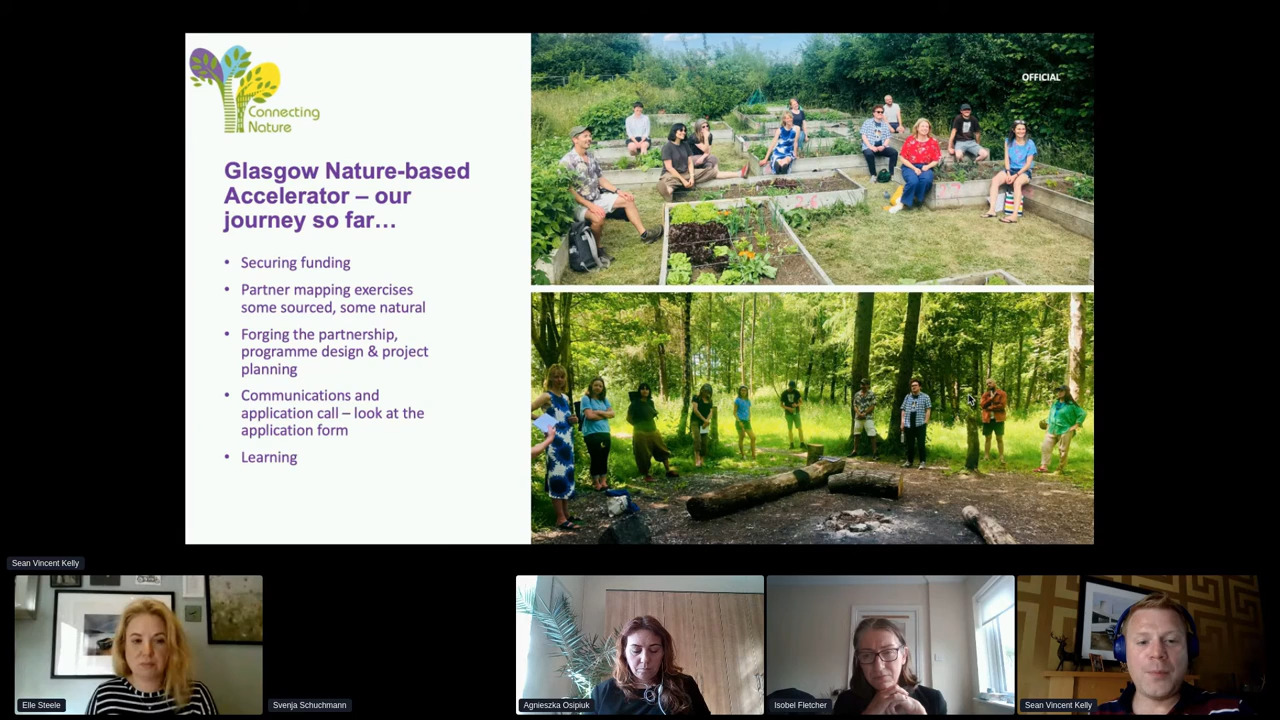 Connecting
Nature
OFFICIAL
Glasgow Nature-based
Accelerator – our
journey so far…
• Securing funding
• Partner mapping exercises
some sourced, some natural
• Forging the partnership,
programme design & project
planning
• Communications and
application call – look at the
application form
• Learning
Sean Vincent Kelly
Elle Steele
Svenja Schuchmann
Agnieszka Osipiuk
Isobel Fletcher
Sean Vincent Kelly